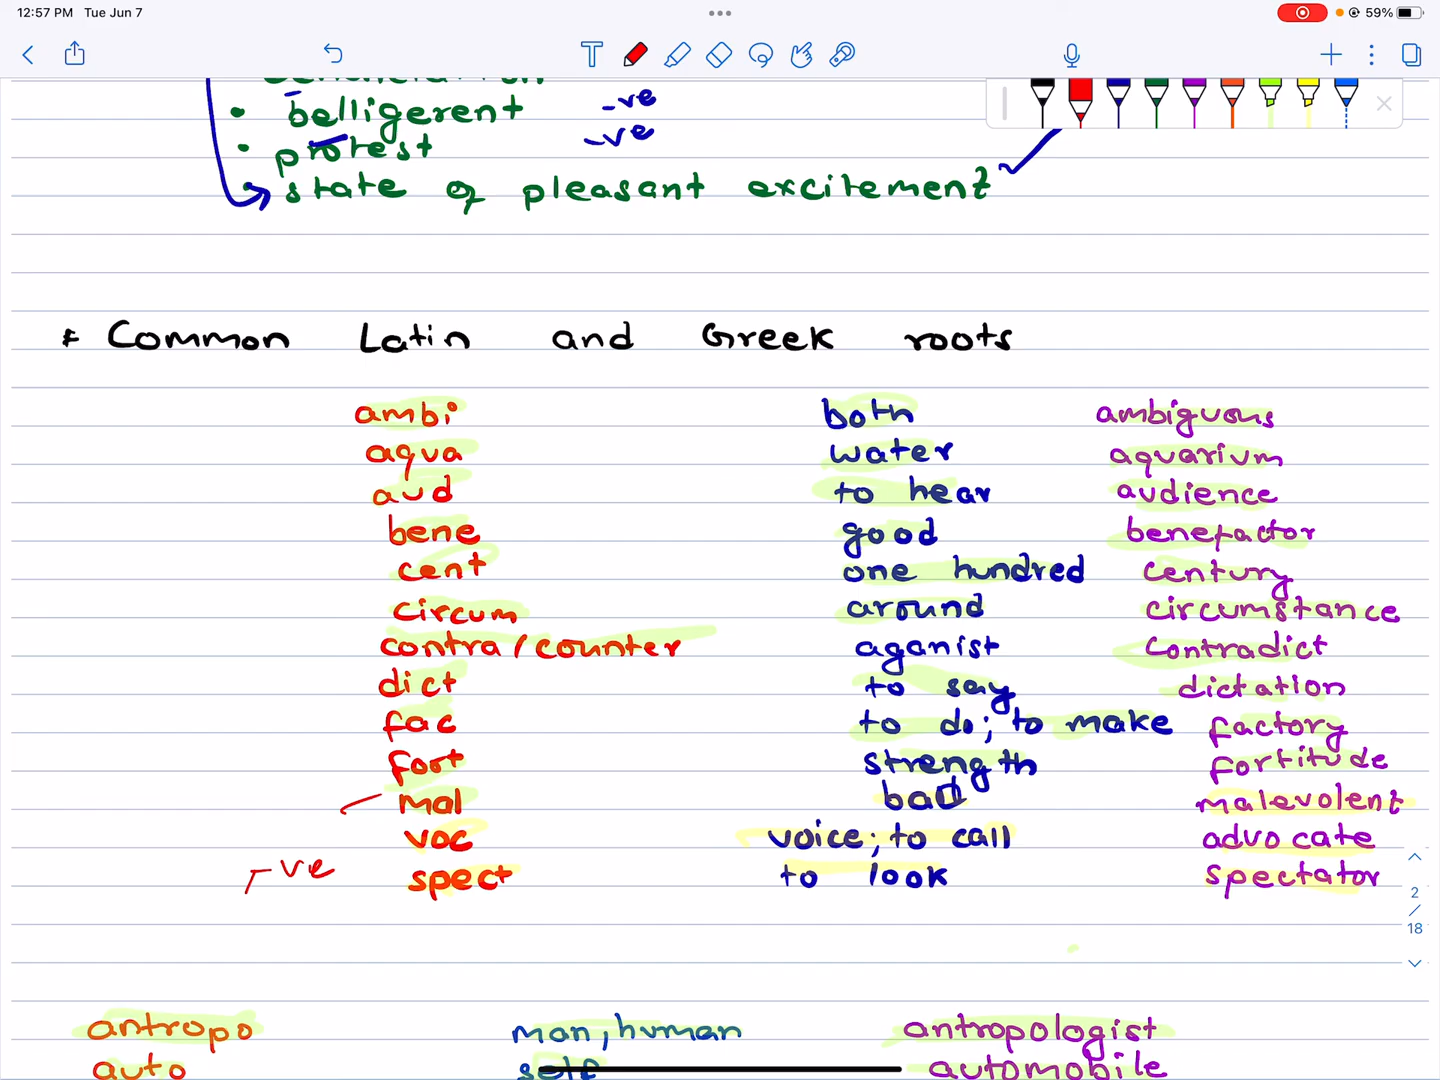 12:57 PM Tue Jun 7 59%
• belligerent -ve
• protest -ve
state of pleasant excitement
* Common Latin and Greek roots
ambi both ambiguous
aqua water aquarium
aud to hear audience
bene good benefactor
cent one hundred century
circum around circumstance
contra/counter aganist contradict
dict to say dictation
fac to do; to make factory
fort strength fortitude
mal bad malevolent
voc voice; to call advocate
-ve spect to look spectator
2
/
18
antropo man, human antropologist
auto self automobile